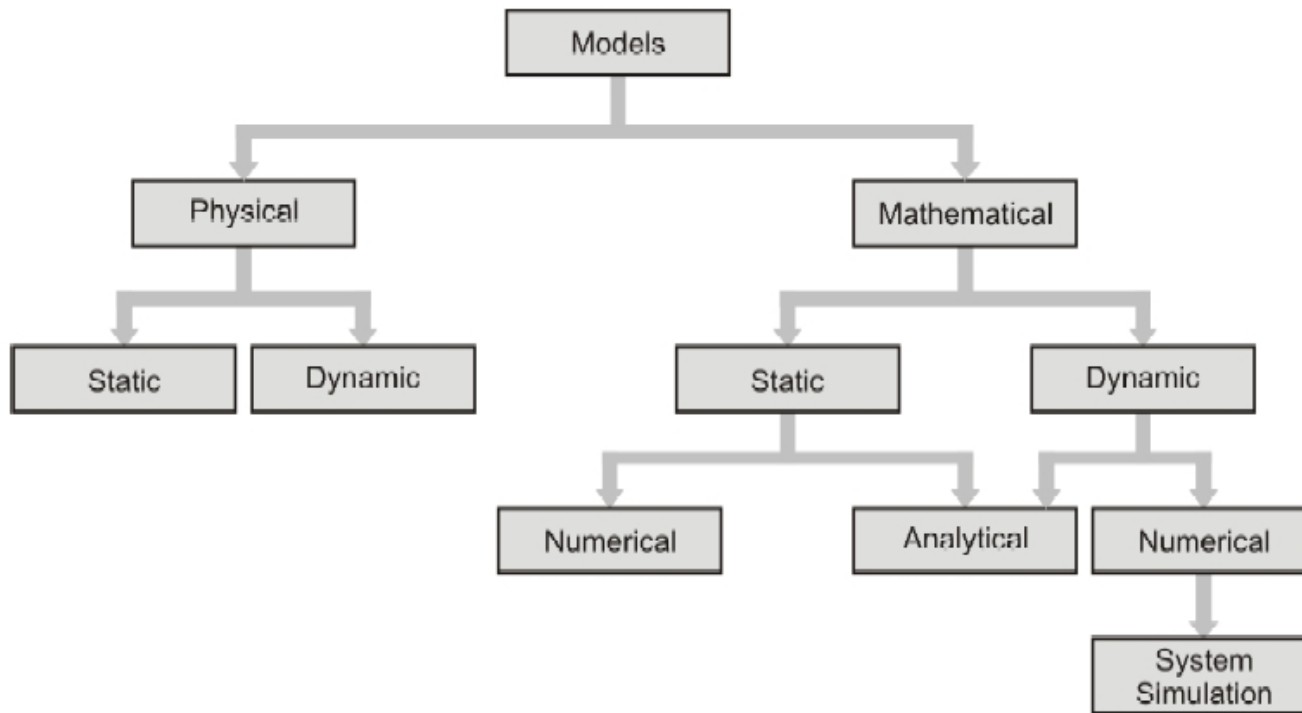 Models
Physical
Mathematical
Static
Dynamic
Static
Dynamic
Numerical
Analytical
Numerical
System
Simulation